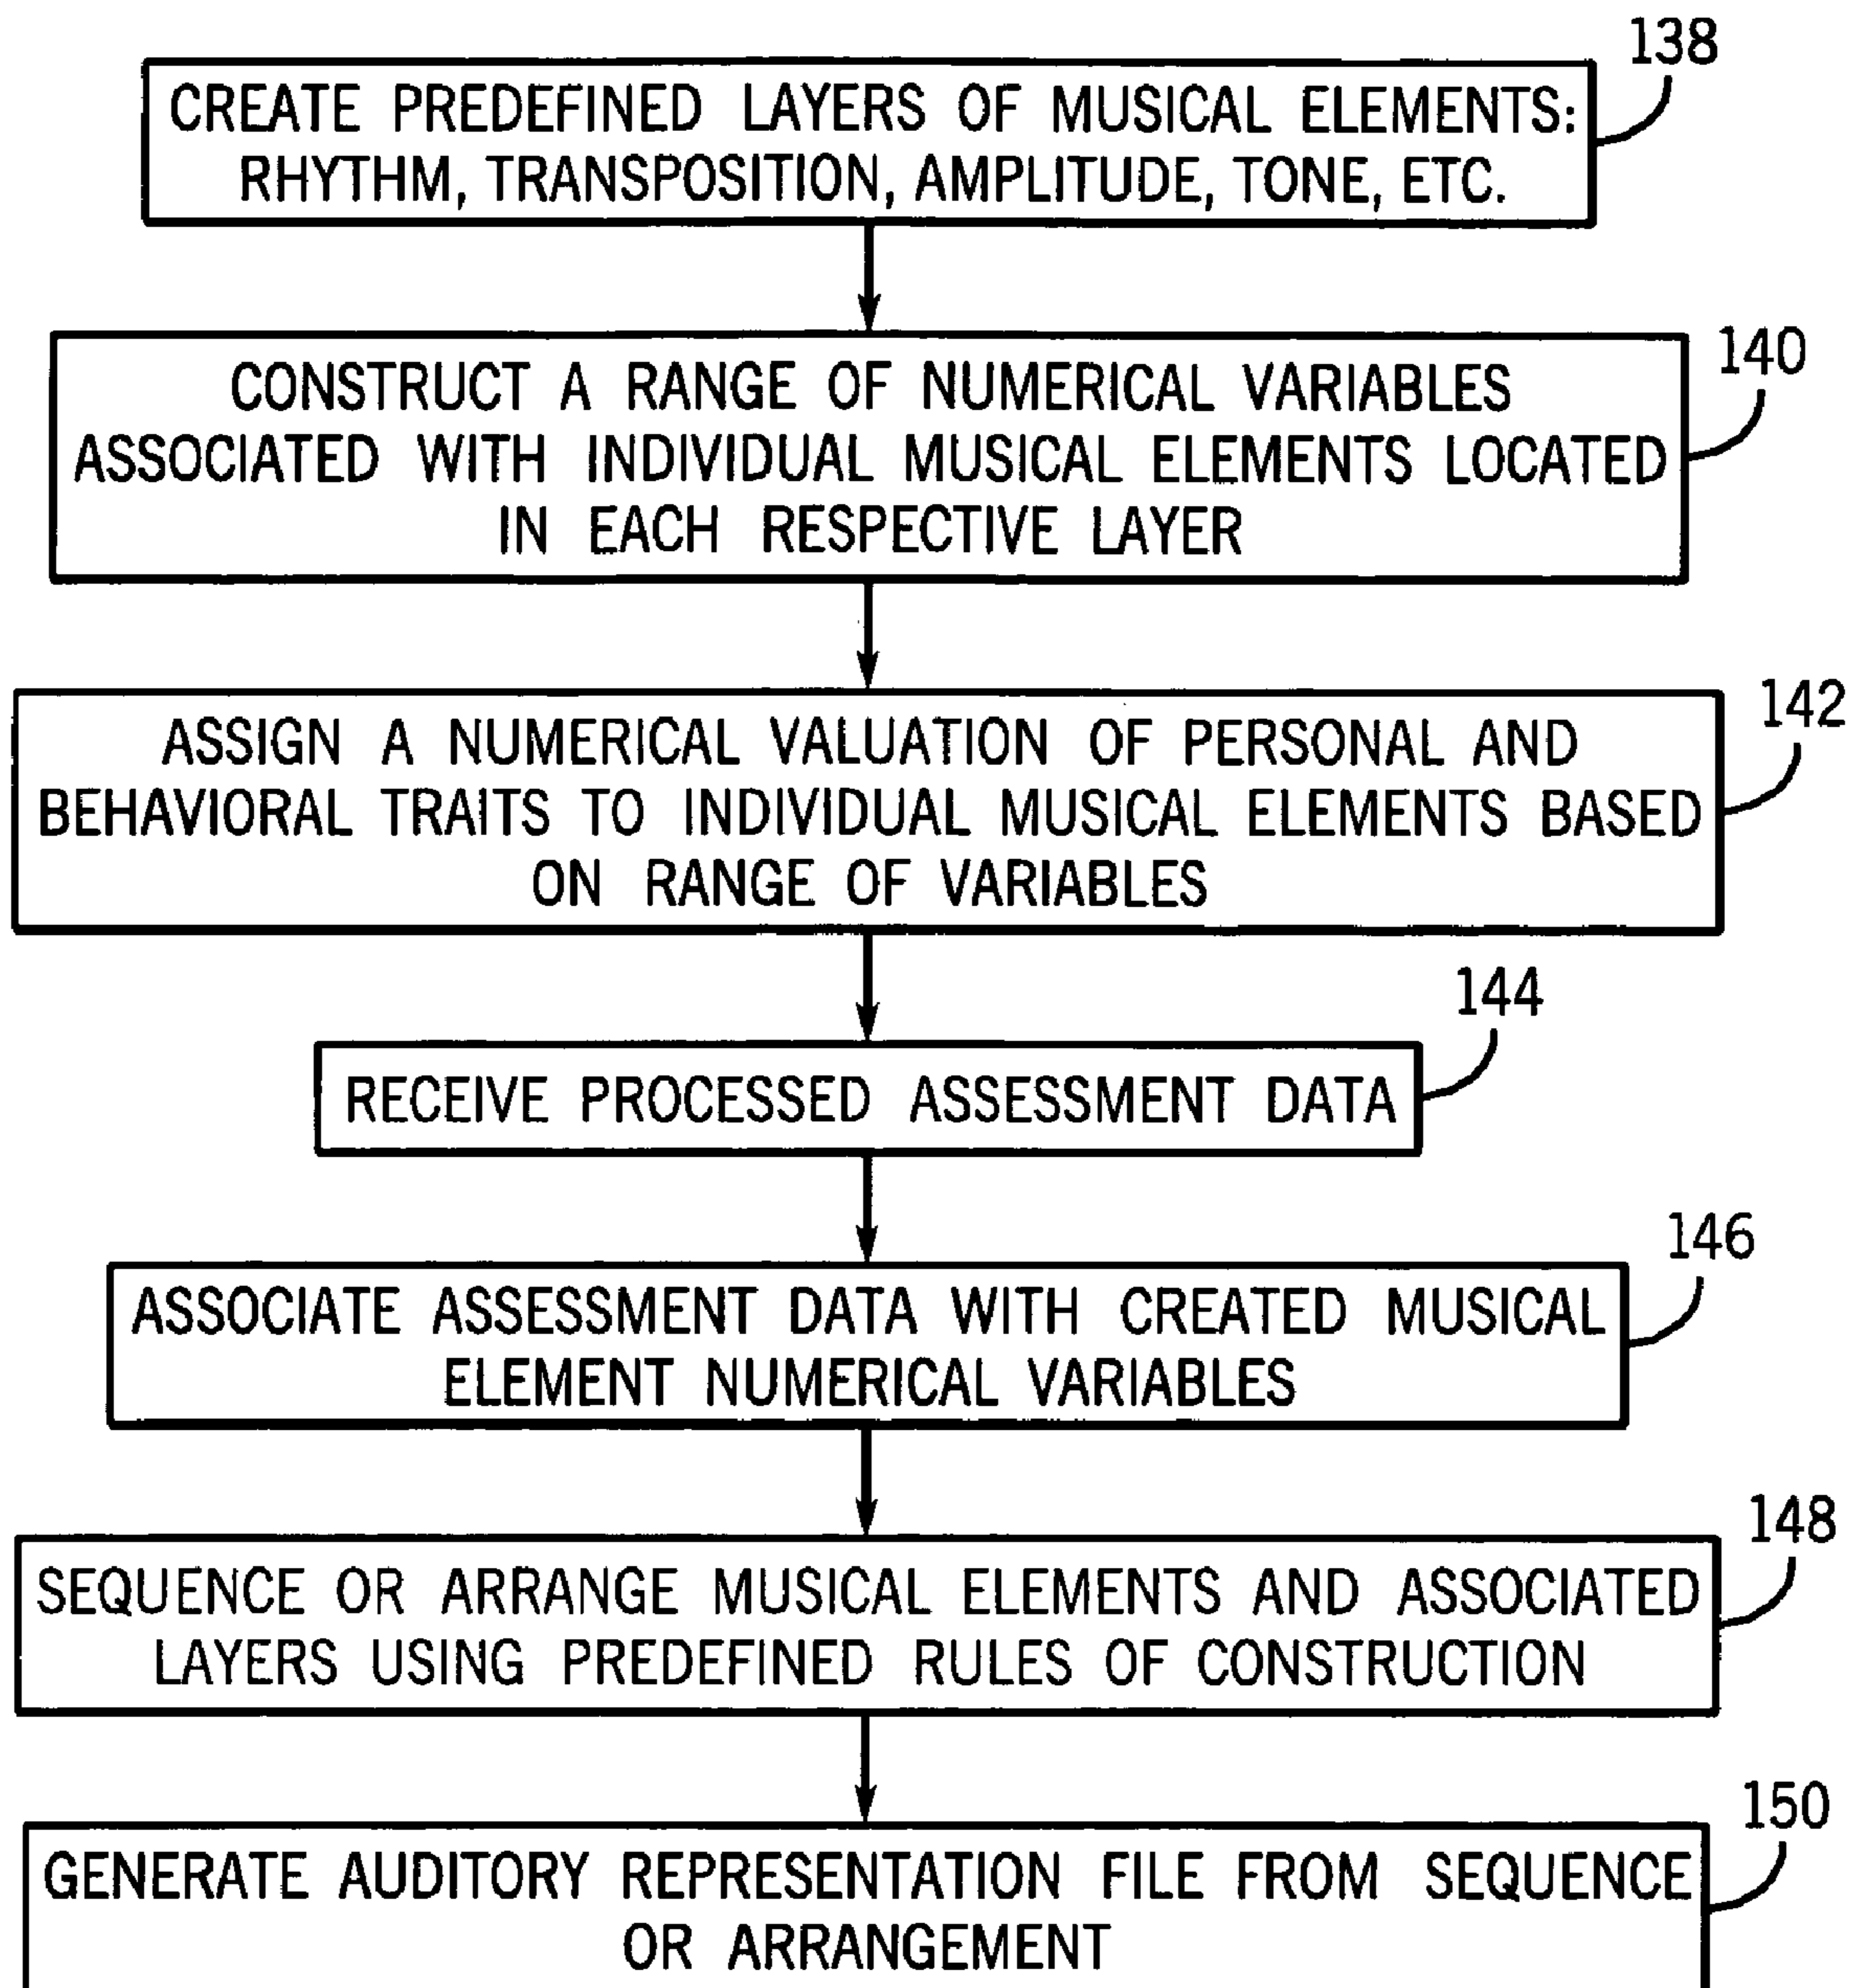 138
CREATE PREDEFINED LAYERS OF MUSICAL ELEMENTS:
RHYTHM, TRANSPOSITION, AMPLITUDE, TONE, ETC.
140
CONSTRUCT A RANGE OF NUMERICAL VARIABLES
ASSOCIATED WITH INDIVIDUAL MUSICAL ELEMENTS LOCATED
IN EACH RESPECTIVE LAYER
142
ASSIGN A NUMERICAL VALUATION OF PERSONAL AND
BEHAVIORAL TRAITS TO INDIVIDUAL MUSICAL ELEMENTS BASED
ON RANGE OF VARIABLES
144
RECEIVE PROCESSED ASSESSMENT DATA
146
ASSOCIATE ASSESSMENT DATA WITH CREATED MUSICAL
ELEMENT NUMERICAL VARIABLES
148
SEQUENCE OR ARRANGE MUSICAL ELEMENTS AND ASSOCIATED
LAYERS USING PREDEFINED RULES OF CONSTRUCTION
150
GENERATE AUDITORY REPRESENTATION FILE FROM SEQUENCE
OR ARRANGEMENT